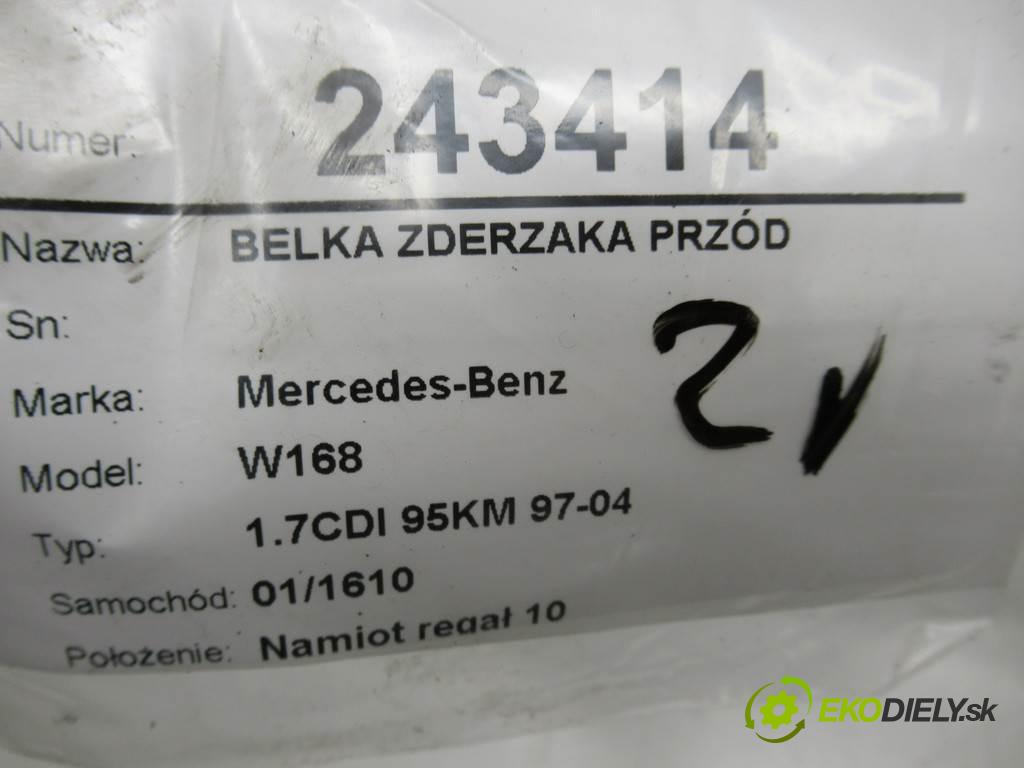 Numer: 243414
Nazwa: BELKA ZDERZAKA PRZÓD
Sn:
Marka: Mercedes-Benz
Model: W168
Typ: 1.7CDI 95KM 97-04
Samochód: 01/1610
Położenie: Namiot regał 10
EKODIELY.sk